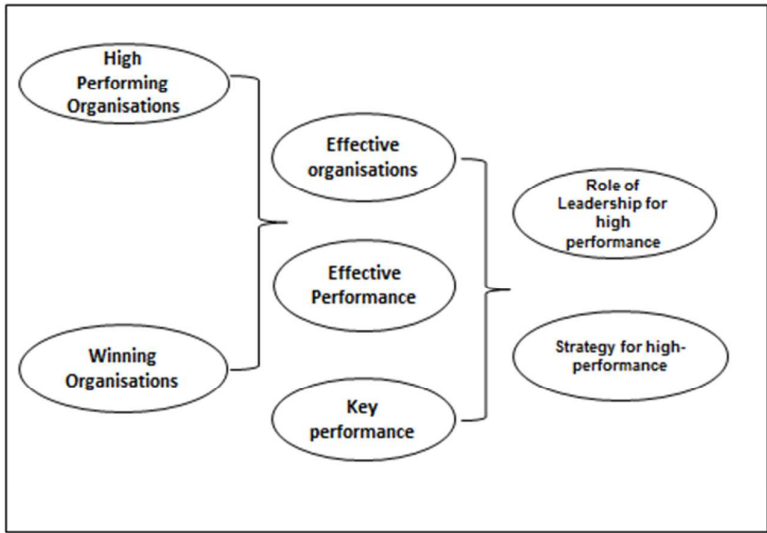 High
Performing
Organisations
Winning
Organisations
Effective
organisations
Effective
Performance
Key
performance
Role of
Leadership for
high
performance
Strategy for high-
performance